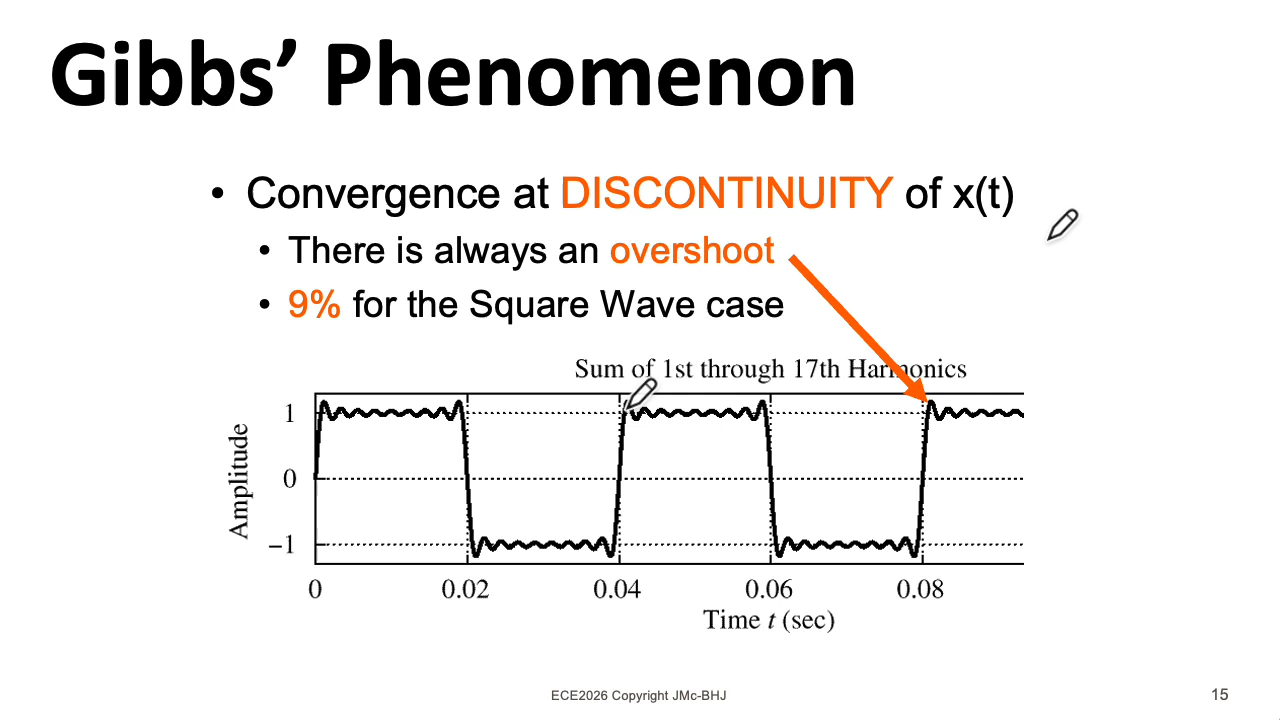 Gibbs’ Phenomenon
• Convergence at DISCONTINUITY of x(t)
• There is always an overshoot
• 9% for the Square Wave case
Sum of 1st through 17th Harmonics
Amplitude
1
0
−1
0 0.02 0.04 0.06 0.08
Time t (sec)
ECE2026 Copyright JMc-BHJ
15